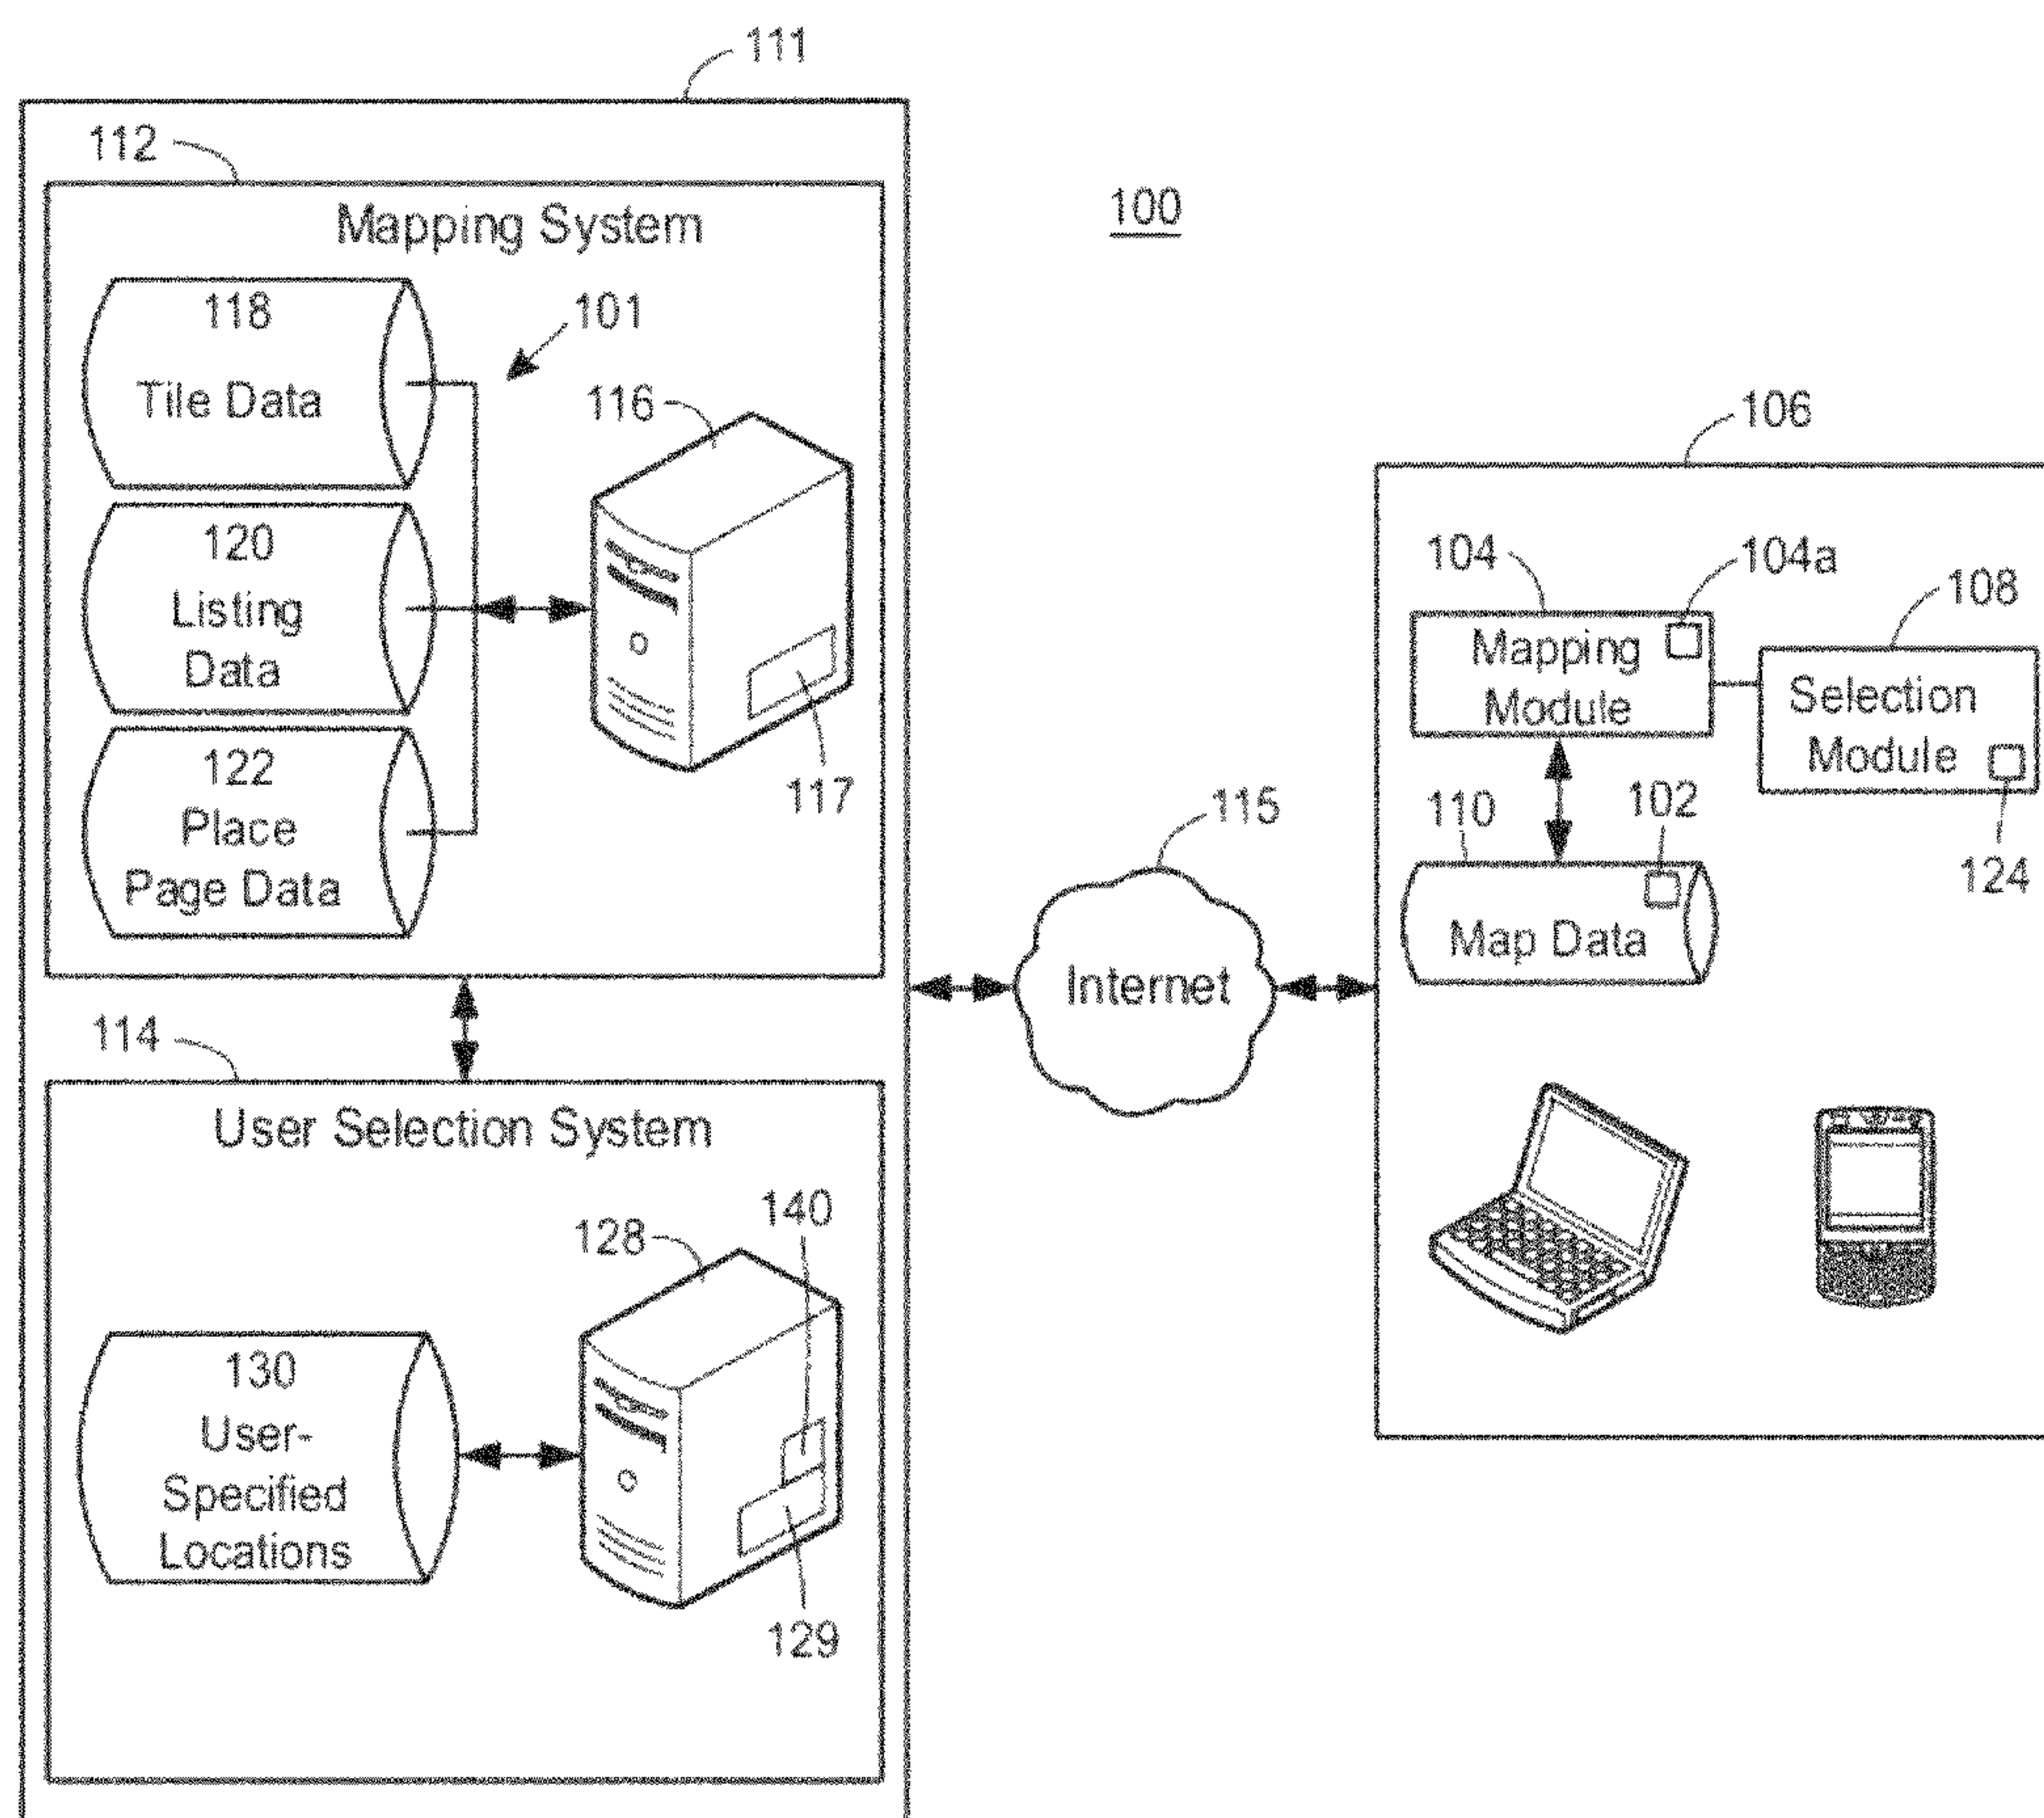 111
112
Mapping System
100
118
Tile Data
101
116
120
Listing
Data
117
122
Place
Page Data
106
104
104a
108
Mapping
Module
Selection
Module
110
102
124
Map Data
115
Internet
114
User Selection System
128
140
130
User-
Specified
Locations
129